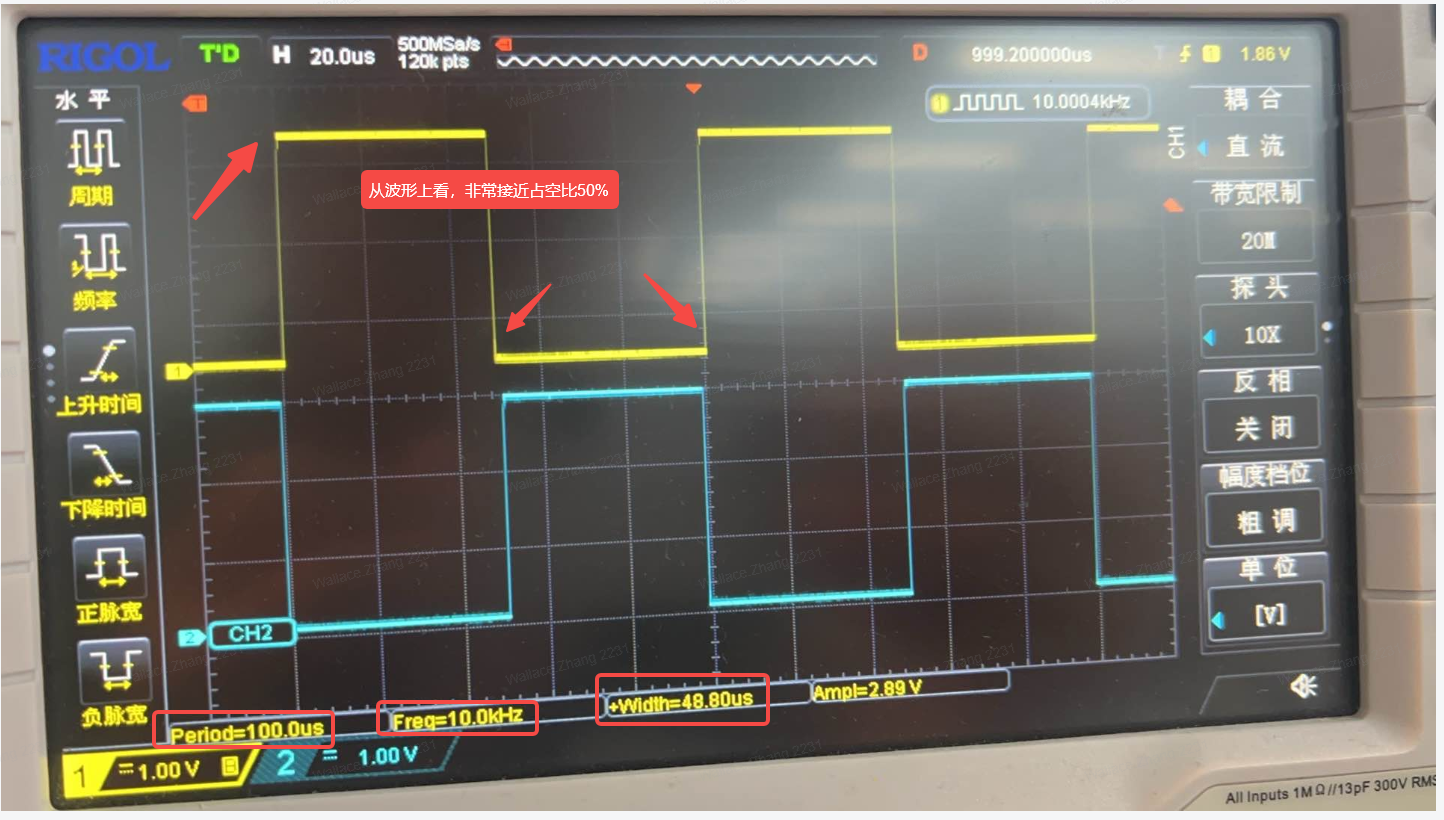 RIGOL
T'D
H 20.0us
500MSa/s
120k pts
D 999.200000us
T 1 1.86 V
水 平
T
1 10.0004kHz
耦 合
CH1
直 流
周期
从波形上看，非常接近占空比50%
带宽限制
20M
频率
探 头
10X
1
反 相
上升时间
关 闭
幅度档位
粗 调
下降时间
单 位
[V]
正脉宽
2 CH2
负脉宽
Period=100.0us
Freq=10.0kHz
+Width=48.80us
Ampl=2.89 V
1 1.00 V B
2 1.00 V
All Inputs 1MΩ//13pF 300V RMS
Wallace.Zhang 2231